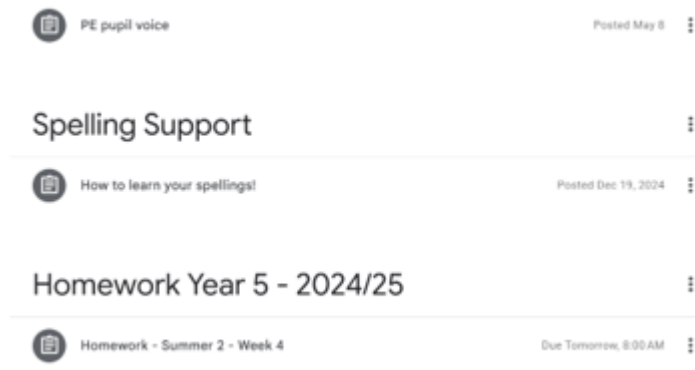 PE pupil voice Posted May 8
Spelling Support
How to learn your spellings! Posted Dec 19, 2024
Homework Year 5 - 2024/25
Homework - Summer 2 - Week 4 Due Tomorrow, 8:00 AM